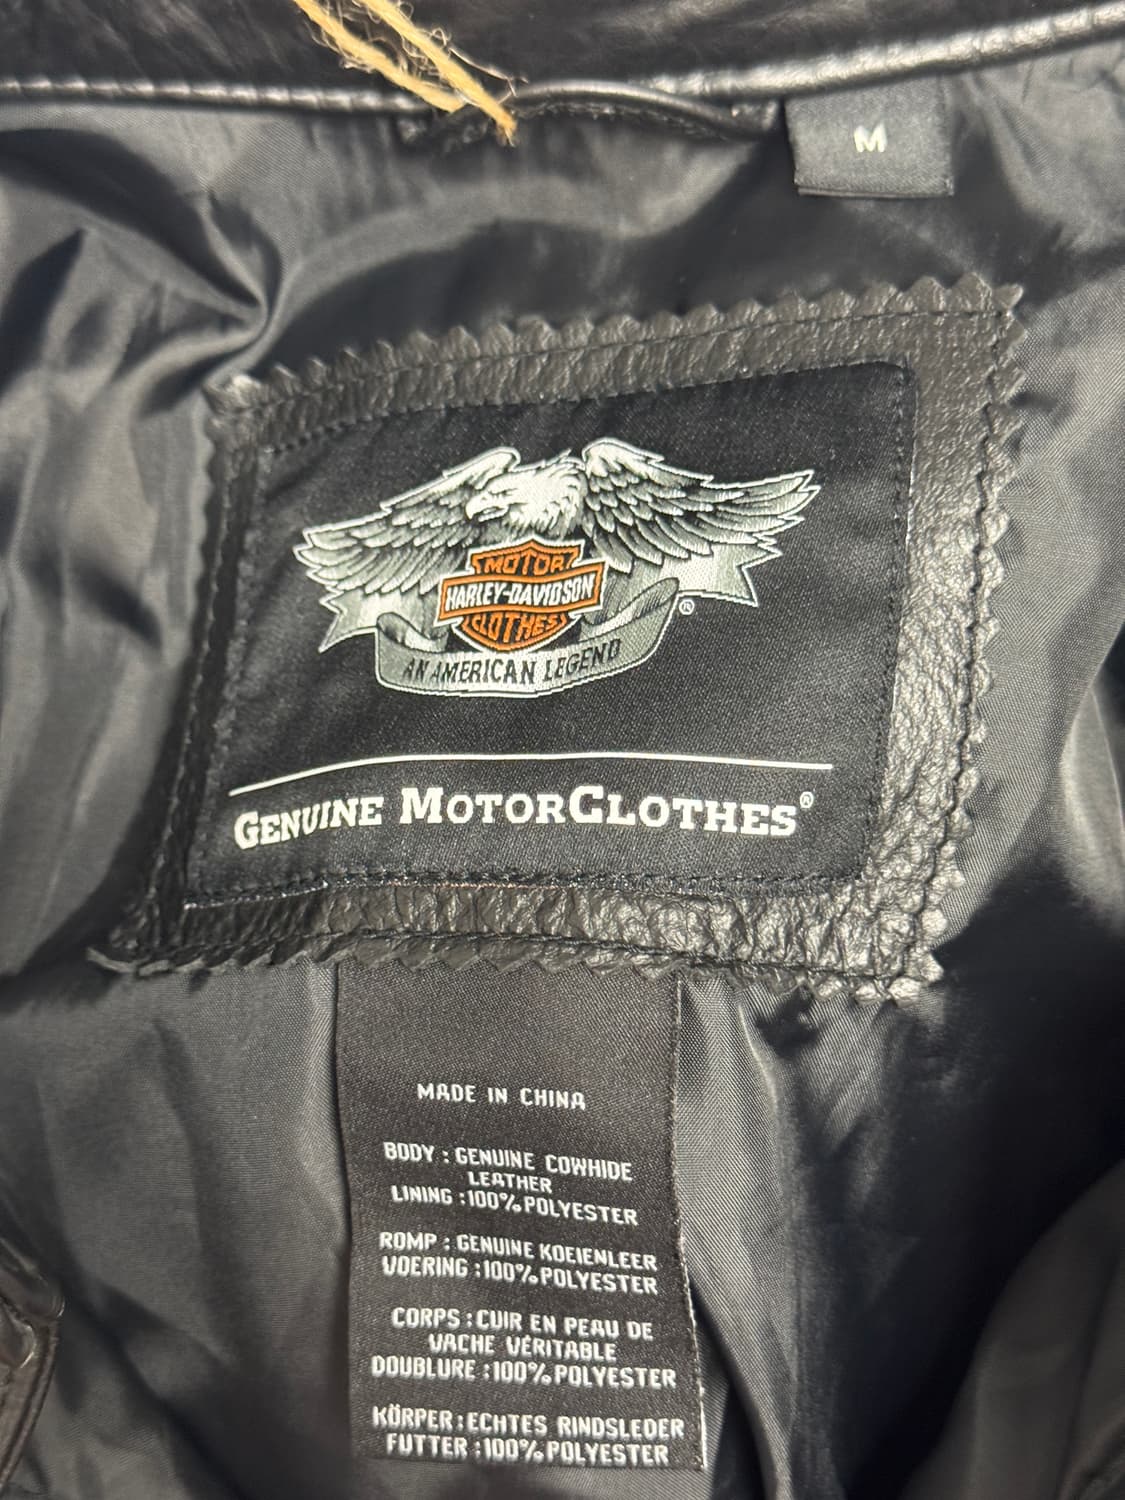 M
MOTOR
HARLEY-DAVIDSON
CLOTHES
®
AN AMERICAN LEGEND
GENUINE MOTORCLOTHES®
MADE IN CHINA
BODY : GENUINE COWHIDE
LEATHER
LINING : 100% POLYESTER
ROMP : GENUINE KOEIENLEER
VOERING : 100% POLYESTER
CORPS : CUIR EN PEAU DE
VACHE VÉRITABLE
DOUBLURE : 100% POLYESTER
KÖRPER : ECHTES RINDSLEDER
FUTTER : 100% POLYESTER